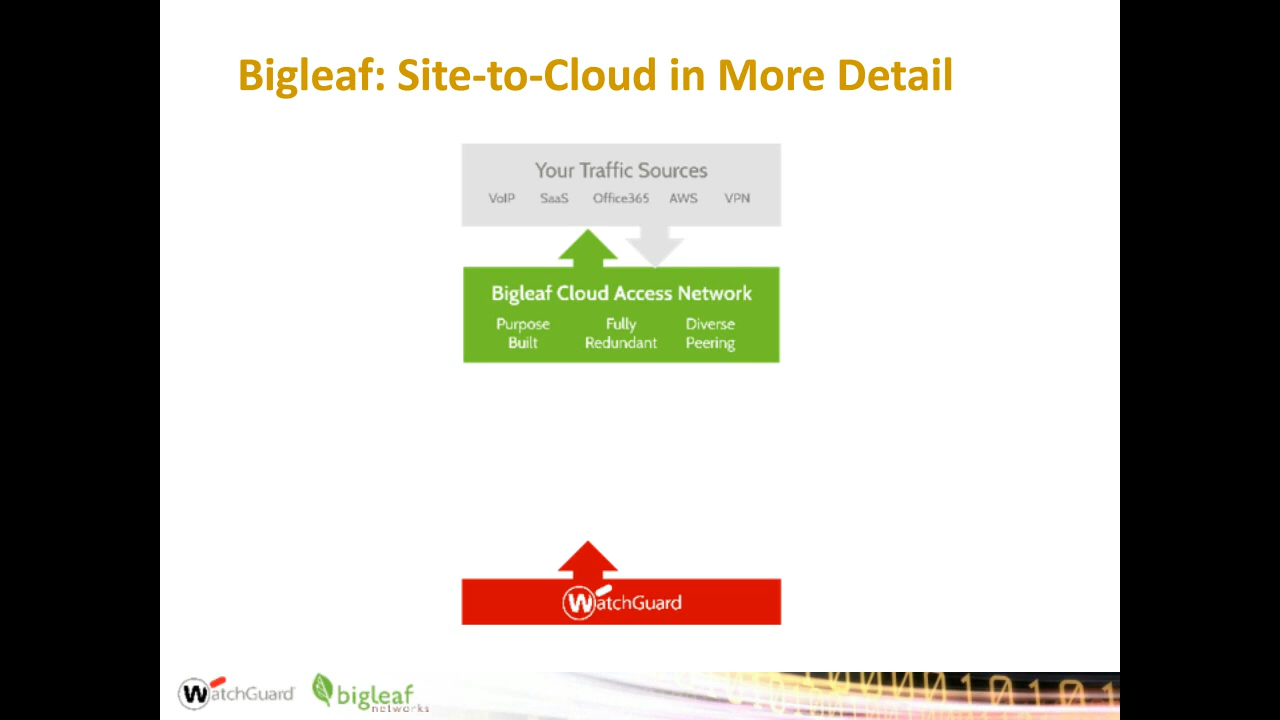 Bigleaf: Site-to-Cloud in More Detail
Your Traffic Sources
VoIP SaaS Office365 AWS VPN
Bigleaf Cloud Access Network
Purpose Fully Diverse
Built Redundant Peering
WatchGuard
WatchGuard bigleaf
networks